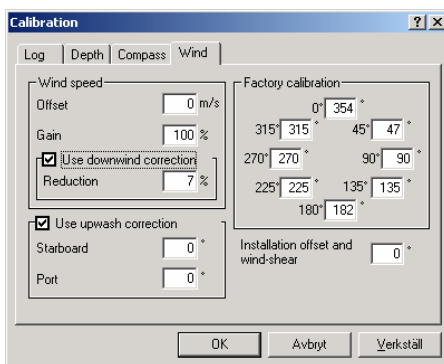 Calibration
Log Depth Compass Wind
Wind speed
Offset 0 m/s
Gain 100 %
Use downwind correction
Reduction 7 %
Use upwash correction
Starboard 0 °
Port 0 °
Factory calibration
0° 354 °
315° 315 ° 45° 47 °
270° 270 ° 90° 90 °
225° 225 ° 135° 135 °
180° 182 °
Installation offset and
wind-shear 0 °
OK Avbryt Verkställ